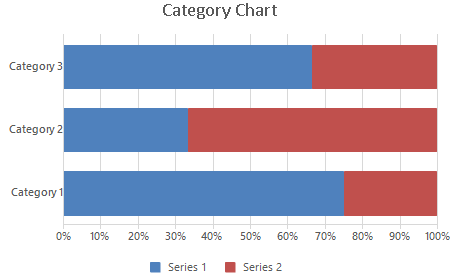 Category Chart
Category 3
Category 2
Category 1
0% 10% 20% 30% 40% 50% 60% 70% 80% 90% 100%
Series 1 Series 2